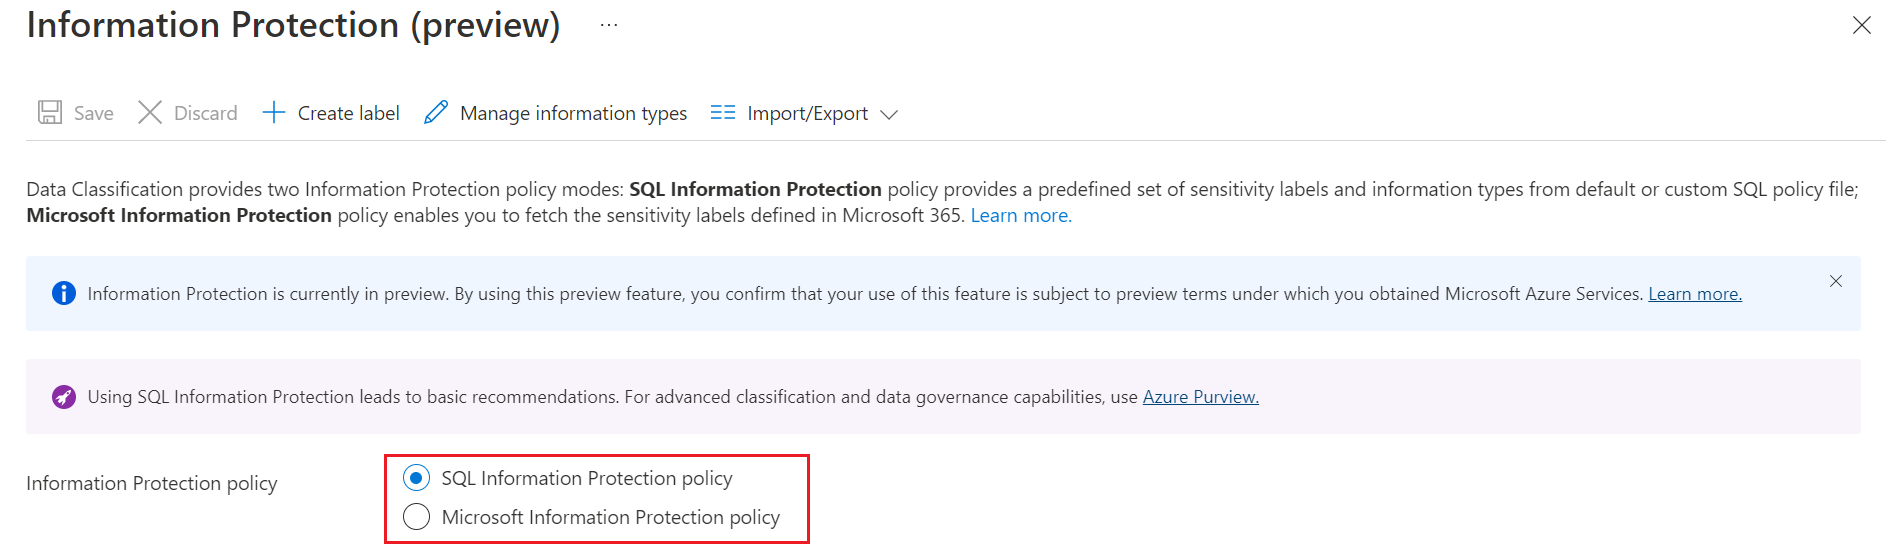 Information Protection (preview) ...
Save Discard Create label Manage information types Import/Export
Data Classification provides two Information Protection policy modes: SQL Information Protection policy provides a predefined set of sensitivity labels and information types from default or custom SQL policy file;
Microsoft Information Protection policy enables you to fetch the sensitivity labels defined in Microsoft 365. Learn more.
Information Protection is currently in preview. By using this preview feature, you confirm that your use of this feature is subject to preview terms under which you obtained Microsoft Azure Services. Learn more.
Using SQL Information Protection leads to basic recommendations. For advanced classification and data governance capabilities, use Azure Purview.
Information Protection policy
SQL Information Protection policy
Microsoft Information Protection policy